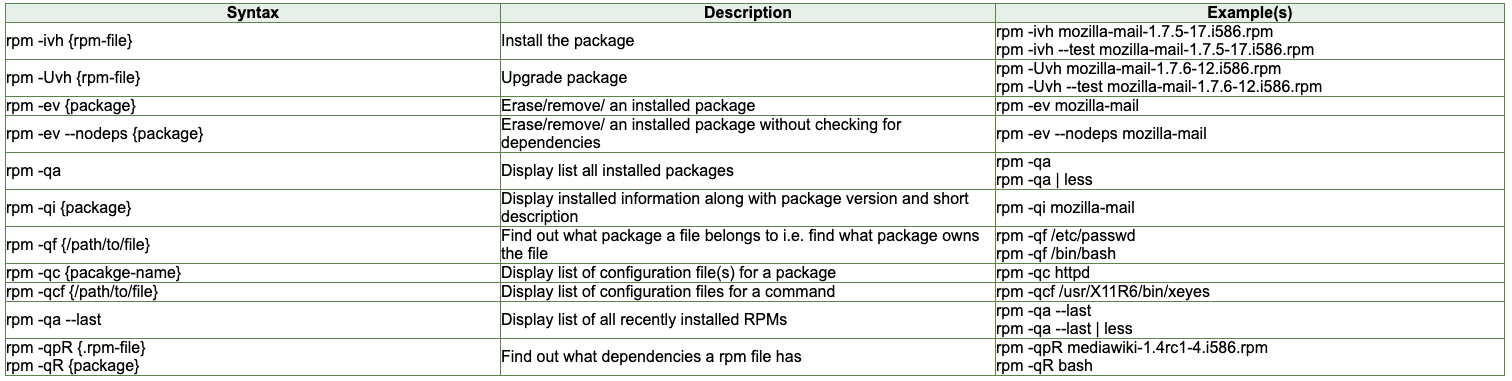 Syntax Description Example(s)
rpm -ivh {rpm-file} Install the package rpm -ivh mozilla-mail-1.7.5-17.i586.rpm
rpm -ivh --test mozilla-mail-1.7.5-17.i586.rpm
rpm -Uvh {rpm-file} Upgrade package rpm -Uvh mozilla-mail-1.7.6-12.i586.rpm
rpm -Uvh --test mozilla-mail-1.7.6-12.i586.rpm
rpm -ev {package} Erase/remove/ an installed package rpm -ev mozilla-mail
rpm -ev --nodeps {package} Erase/remove/ an installed package without checking for
dependencies rpm -ev --nodeps mozilla-mail
rpm -qa Display list all installed packages rpm -qa
rpm -qa | less
rpm -qi {package} Display installed information along with package version and short
description rpm -qi mozilla-mail
rpm -qf {/path/to/file} Find out what package a file belongs to i.e. find what package owns
the file rpm -qf /etc/passwd
rpm -qf /bin/bash
rpm -qc {pacakge-name} Display list of configuration file(s) for a package rpm -qc httpd
rpm -qcf {/path/to/file} Display list of configuration files for a command rpm -qcf /usr/X11R6/bin/xeyes
rpm -qa --last Display list of all recently installed RPMs rpm -qa --last
rpm -qa --last | less
rpm -qpR {.rpm-file}
rpm -qR {package} Find out what dependencies a rpm file has rpm -qpR mediawiki-1.4rc1-4.i586.rpm
rpm -qR bash